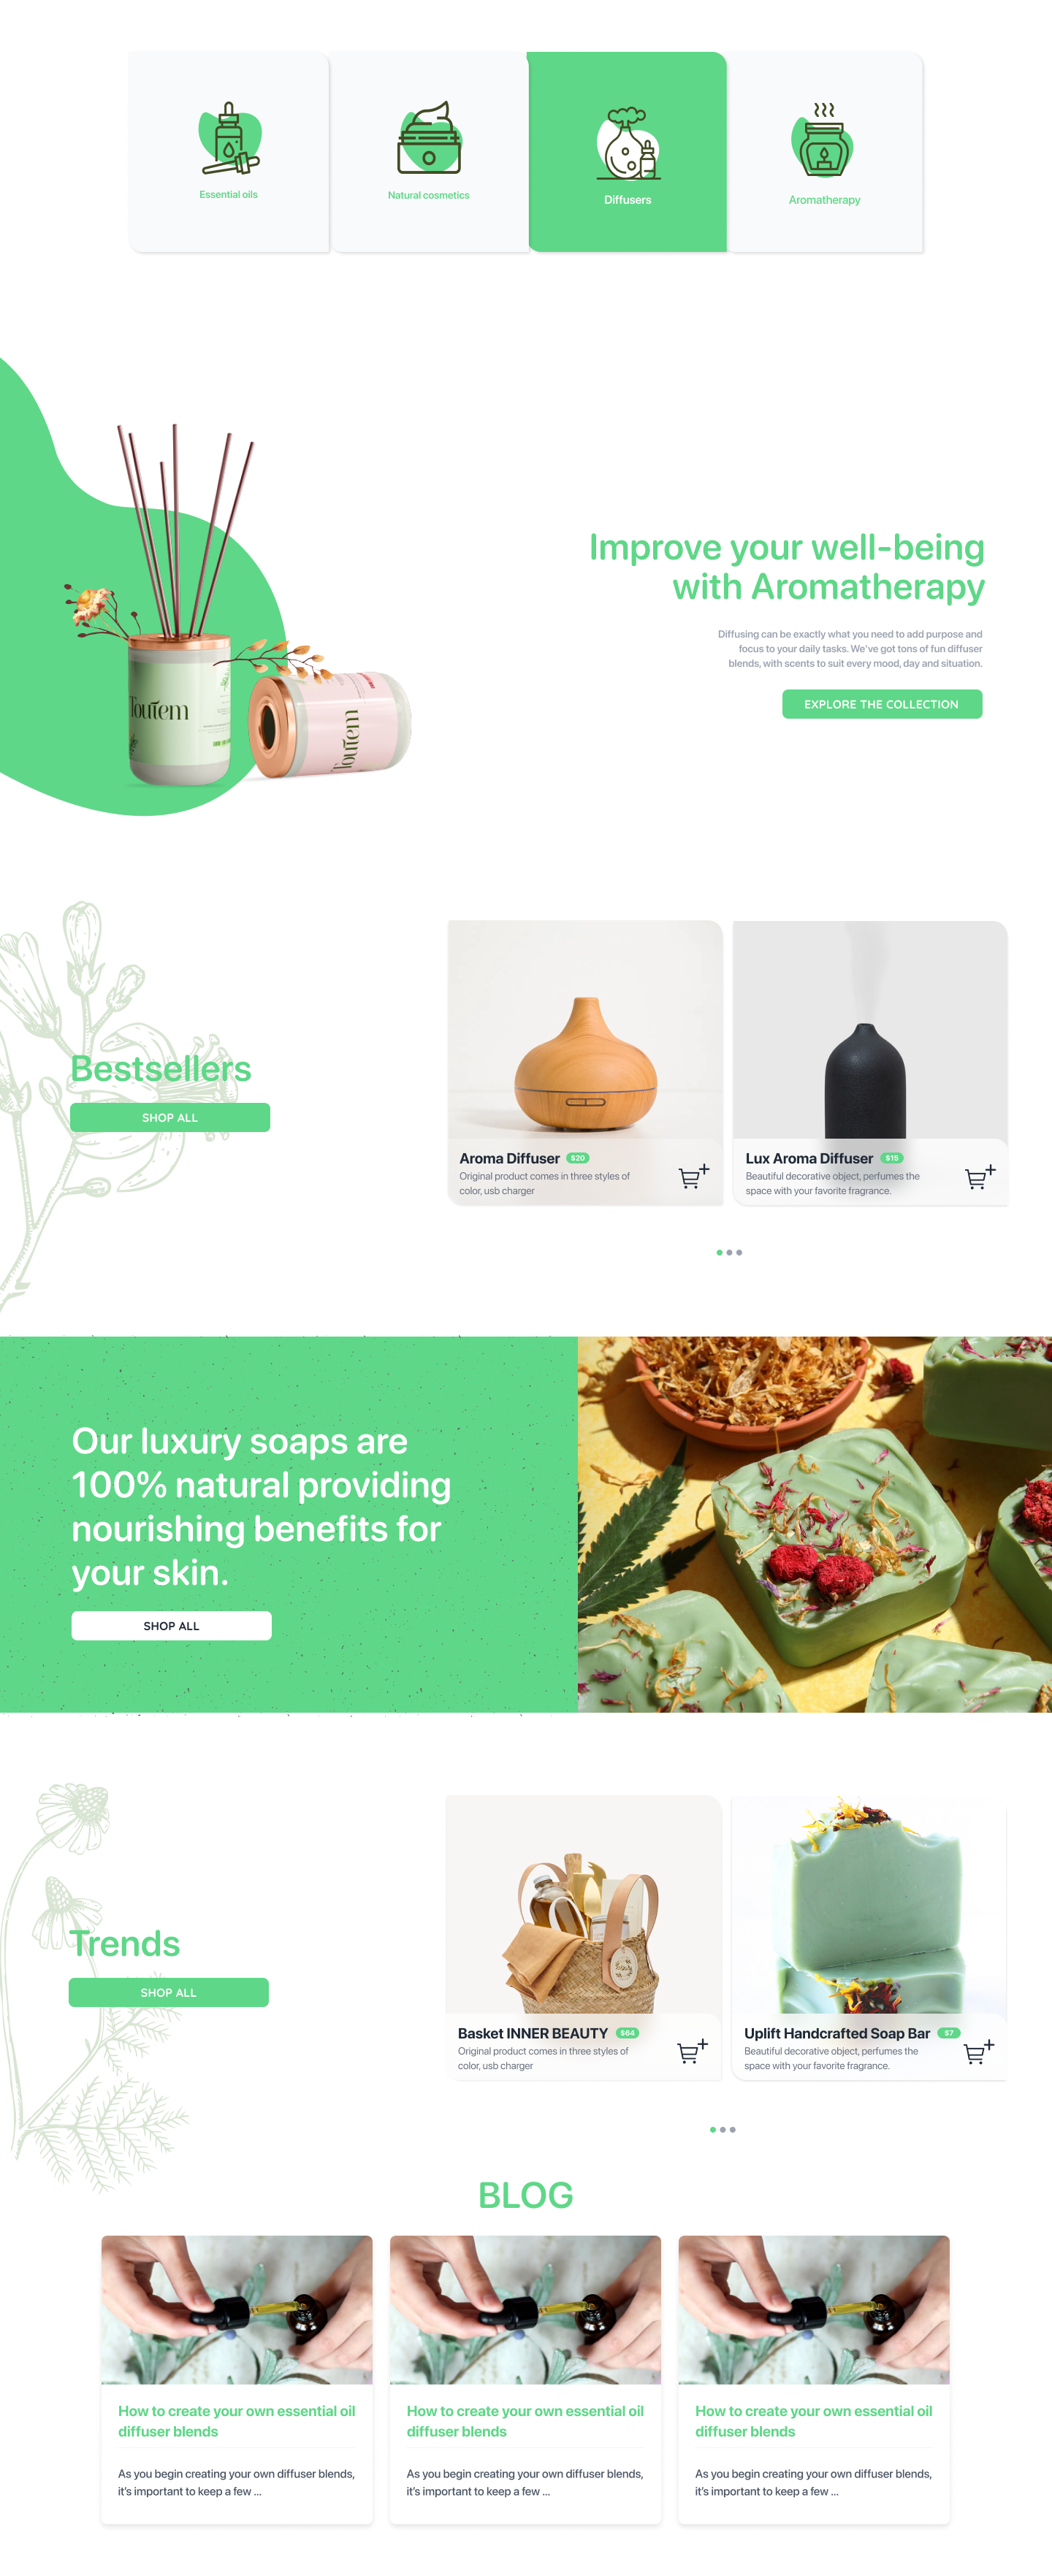 Essential oils
Natural cosmetics
Diffusers
Aromatherapy
Improve your well-being
with Aromatherapy
Diffusing can be exactly what you need to add purpose and
focus to your daily tasks. We've got tons of fun diffuser
blends, with scents to suit every mood, day and situation.
EXPLORE THE COLLECTION
Toutem
Toutem
Bestsellers
SHOP ALL
Aroma Diffuser $20
Original product comes in three styles of
color, usb charger
Lux Aroma Diffuser $15
Beautiful decorative object, perfumes the
space with your favorite fragrance.
Our luxury soaps are
100% natural providing
nourishing benefits for
your skin.
SHOP ALL
Trends
SHOP ALL
Basket INNER BEAUTY $64
Original product comes in three styles of
color, usb charger
Uplift Handcrafted Soap Bar $7
Beautiful decorative object, perfumes the
space with your favorite fragrance.
BLOG
How to create your own essential oil
diffuser blends
As you begin creating your own diffuser blends,
it's important to keep a few ...
How to create your own essential oil
diffuser blends
As you begin creating your own diffuser blends,
it's important to keep a few ...
How to create your own essential oil
diffuser blends
As you begin creating your own diffuser blends,
it's important to keep a few ...